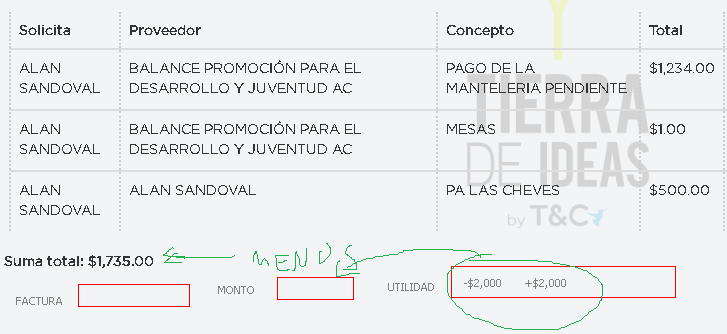 Solicita Proveedor Concepto Total
ALAN SANDOVAL BALANCE PROMOCIÓN PARA EL DESARROLLO Y JUVENTUD AC PAGO DE LA MANTELERIA PENDIENTE $1,234.00
ALAN SANDOVAL BALANCE PROMOCIÓN PARA EL DESARROLLO Y JUVENTUD AC MESAS $1.00
ALAN SANDOVAL ALAN SANDOVAL PA LAS CHEVES $500.00
Y
TIERRA
DE IDEAS
by T&C
Suma total: $1,735.00 MENOS
FACTURA MONTO UTILIDAD -$2,000 +$2,000